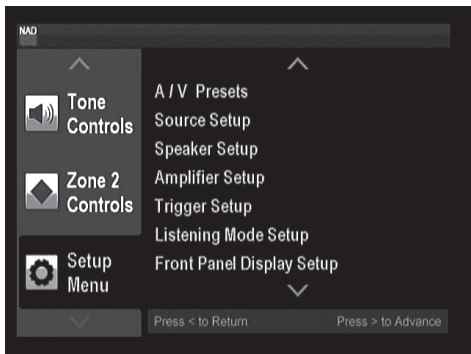 NAD
Tone
Controls
Zone 2
Controls
Setup
Menu
A / V Presets
Source Setup
Speaker Setup
Amplifier Setup
Trigger Setup
Listening Mode Setup
Front Panel Display Setup
Press < to Return
Press > to Advance